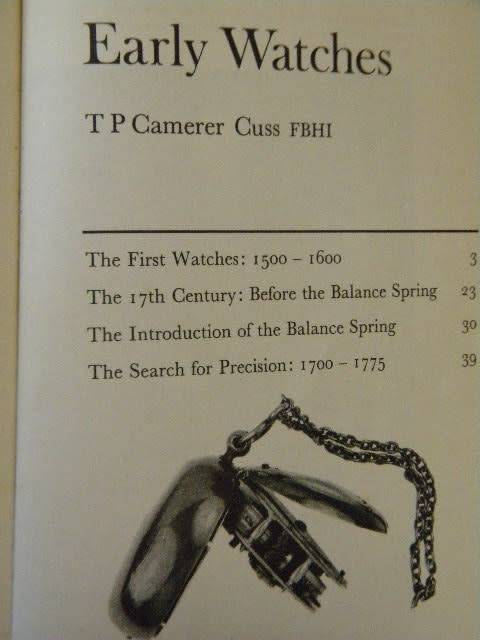 Early Watches
T P Camerer Cuss FBHI
The First Watches: 1500 – 1600 3
The 17th Century: Before the Balance Spring 23
The Introduction of the Balance Spring 30
The Search for Precision: 1700 – 1775 39